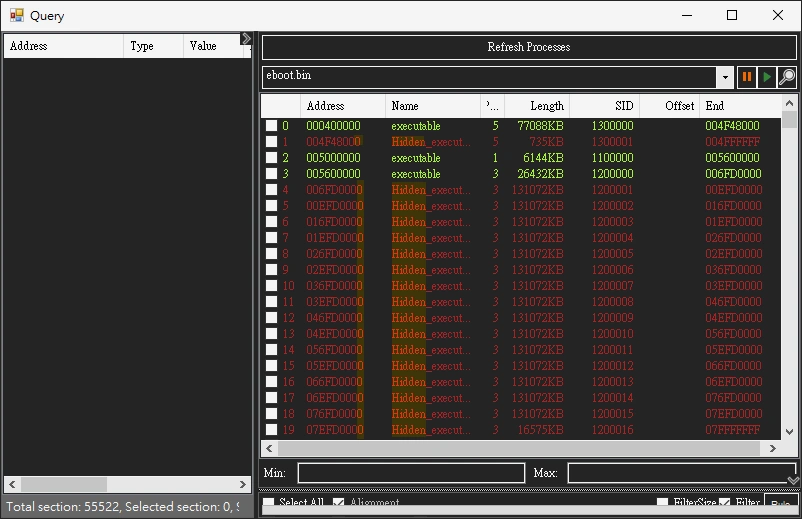 Query
Address Type Value
Refresh Processes
eboot.bin
Address Name Length SID Offset End
0 000400000 executable 5 77088KB 1300000 004F48000
1 004F48000 Hidden_execut... 5 735KB 1300001 004FFFFFF
2 005000000 executable 1 6144KB 1100000 005600000
3 005600000 executable 3 26432KB 1200000 006FD0000
4 006FD0000 Hidden_execut... 3 131072KB 1200001 00EFD0000
5 00EFD0000 Hidden_execut... 3 131072KB 1200002 016FD0000
6 016FD0000 Hidden_execut... 3 131072KB 1200003 01EFD0000
7 01EFD0000 Hidden_execut... 3 131072KB 1200004 026FD0000
8 026FD0000 Hidden_execut... 3 131072KB 1200005 02EFD0000
9 02EFD0000 Hidden_execut... 3 131072KB 1200006 036FD0000
10 036FD0000 Hidden_execut... 3 131072KB 1200007 03EFD0000
11 03EFD0000 Hidden_execut... 3 131072KB 1200008 046FD0000
12 046FD0000 Hidden_execut... 3 131072KB 1200009 04EFD0000
13 04EFD0000 Hidden_execut... 3 131072KB 1200010 056FD0000
14 056FD0000 Hidden_execut... 3 131072KB 1200011 05EFD0000
15 05EFD0000 Hidden_execut... 3 131072KB 1200012 066FD0000
16 066FD0000 Hidden_execut... 3 131072KB 1200013 06EFD0000
17 06EFD0000 Hidden_execut... 3 131072KB 1200014 076FD0000
18 076FD0000 Hidden_execut... 3 131072KB 1200015 07EFD0000
19 07EFD0000 Hidden_execut... 3 16575KB 1200016 07FFFFFFF
Min: Max:
Select All Alignment FilterSize Filter Rule
Total section: 55522, Selected section: 0,